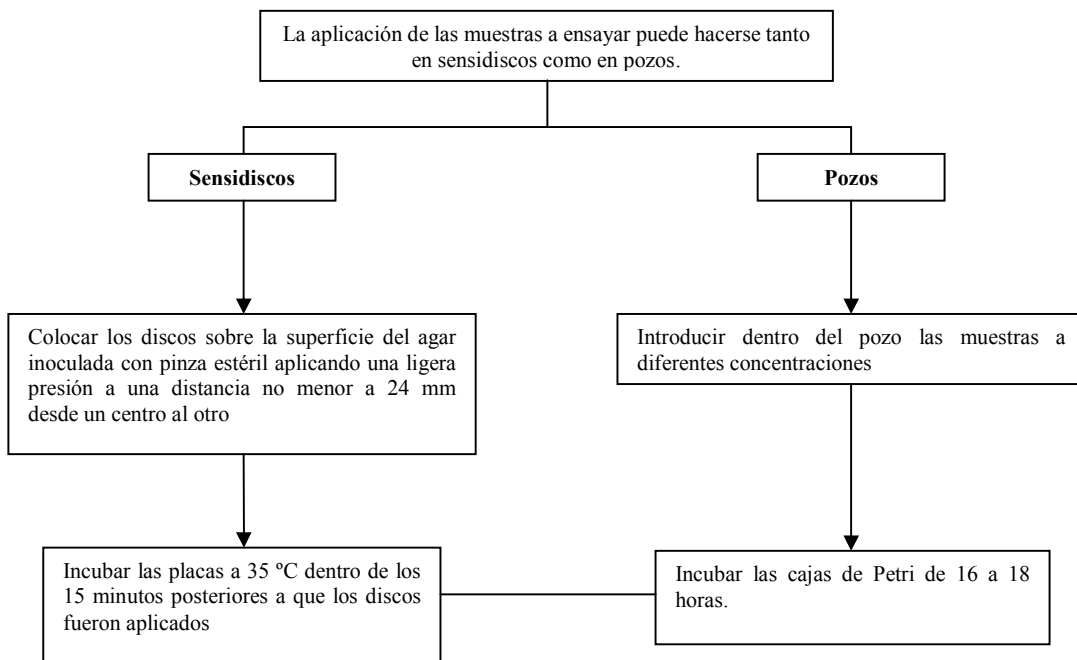 La aplicación de las muestras a ensayar puede hacerse tanto
en sensidiscos como en pozos.
Sensidiscos
Pozos
Colocar los discos sobre la superficie del agar
inoculada con pinza estéril aplicando una ligera
presión a una distancia no menor a 24 mm
desde un centro al otro
Introducir dentro del pozo las muestras a
diferentes concentraciones
Incubar las placas a 35 ºC dentro de los
15 minutos posteriores a que los discos
fueron aplicados
Incubar las cajas de Petri de 16 a 18
horas.